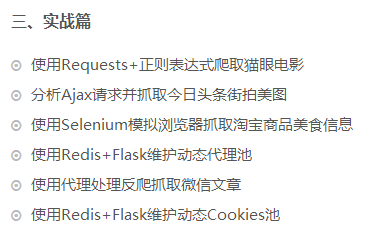 三、实战篇
使用Requests+正则表达式爬取猫眼电影
分析Ajax请求并抓取今日头条街拍美图
使用Selenium模拟浏览器抓取淘宝商品美食信息
使用Redis+Flask维护动态代理池
使用代理处理反爬抓取微信文章
使用Redis+Flask维护动态Cookies池